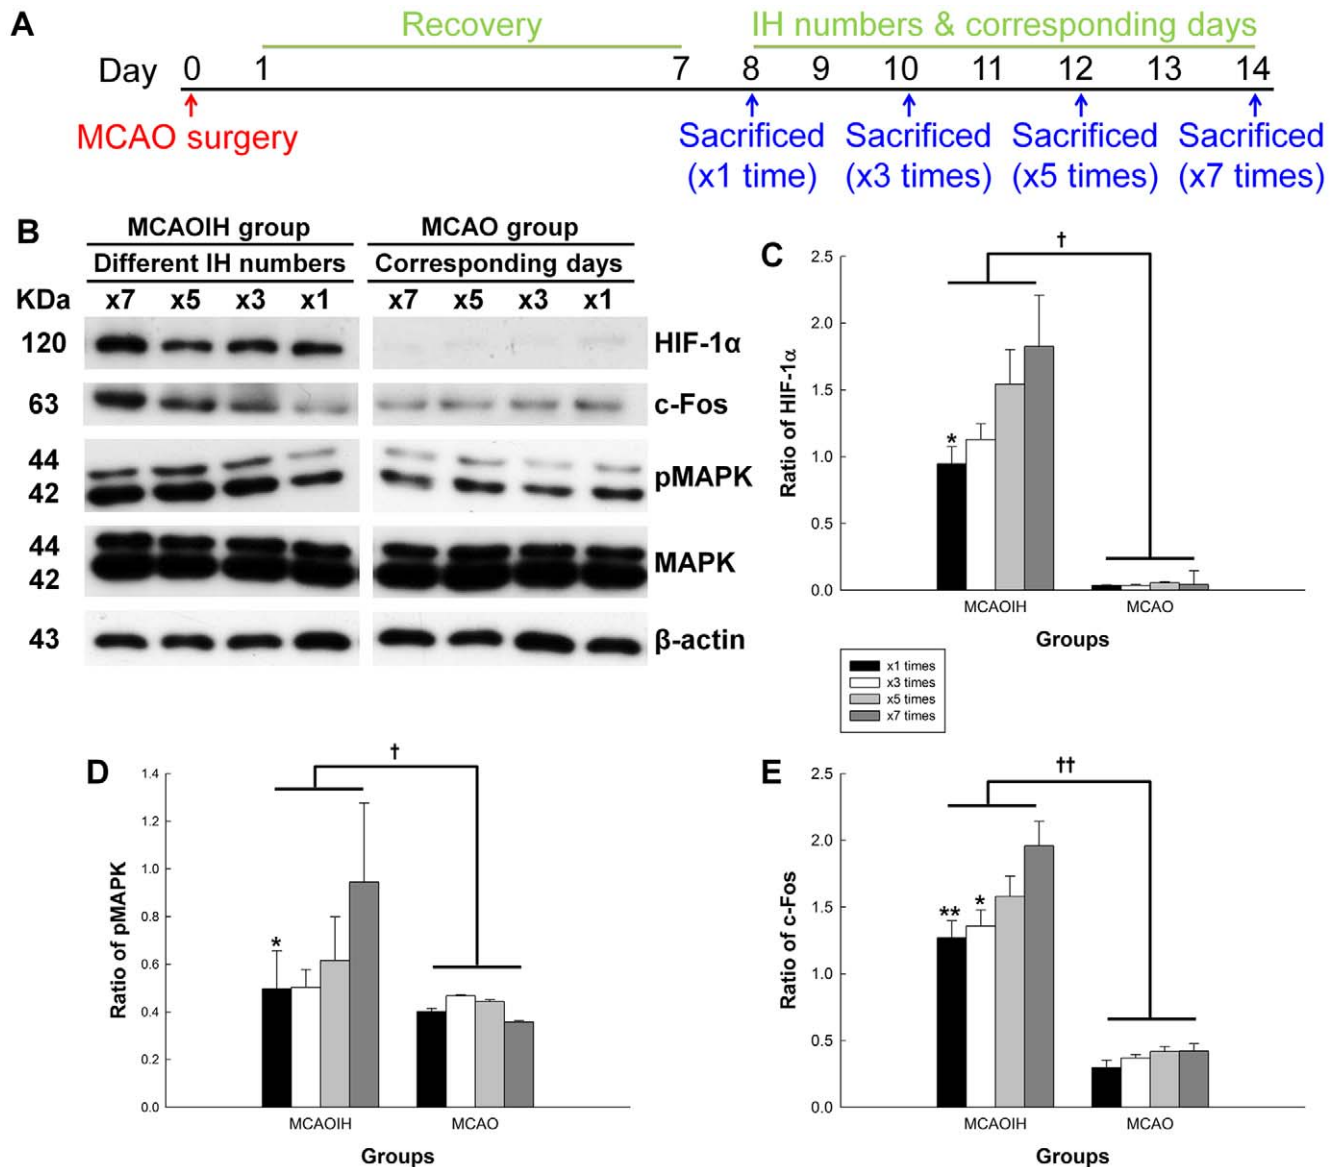 A
Recovery
IH numbers & corresponding days
Day 0 1 7 8 9 10 11 12 13 14
MCAO surgery
Sacrificed (x1 time)
Sacrificed (x3 times)
Sacrificed (x5 times)
Sacrificed (x7 times)
B
MCAOIH group MCAO group
Different IH numbers Corresponding days
KDa x7 x5 x3 x1 x7 x5 x3 x1
120 HIF-1α
63 c-Fos
44
42 pMAPK
44
42 MAPK
43 β-actin
C
†
Ratio of HIF-1α
2.5
2.0
1.5
1.0
0.5
0.0
*
MCAOIH MCAO
Groups
x1 times
x3 times
x5 times
x7 times
D
†
Ratio of pMAPK
1.4
1.2
1.0
0.8
0.6
0.4
0.2
0.0
*
MCAOIH MCAO
Groups
E
††
Ratio of c-Fos
2.5
2.0
1.5
1.0
0.5
0.0
** *
MCAOIH MCAO
Groups